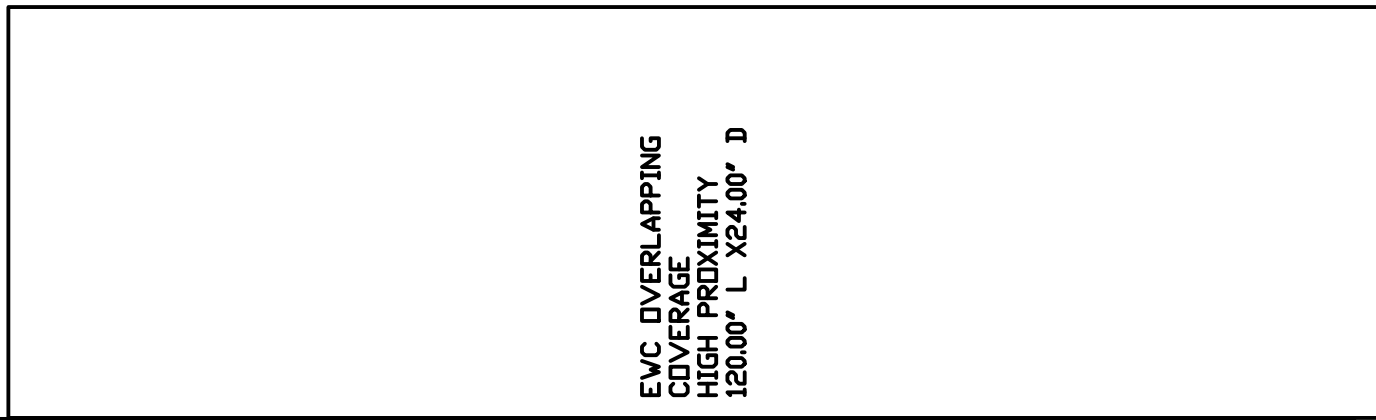 EWC OVERLAPPING
COVERAGE
HIGH PROXIMITY
120.00" L X24.00" D